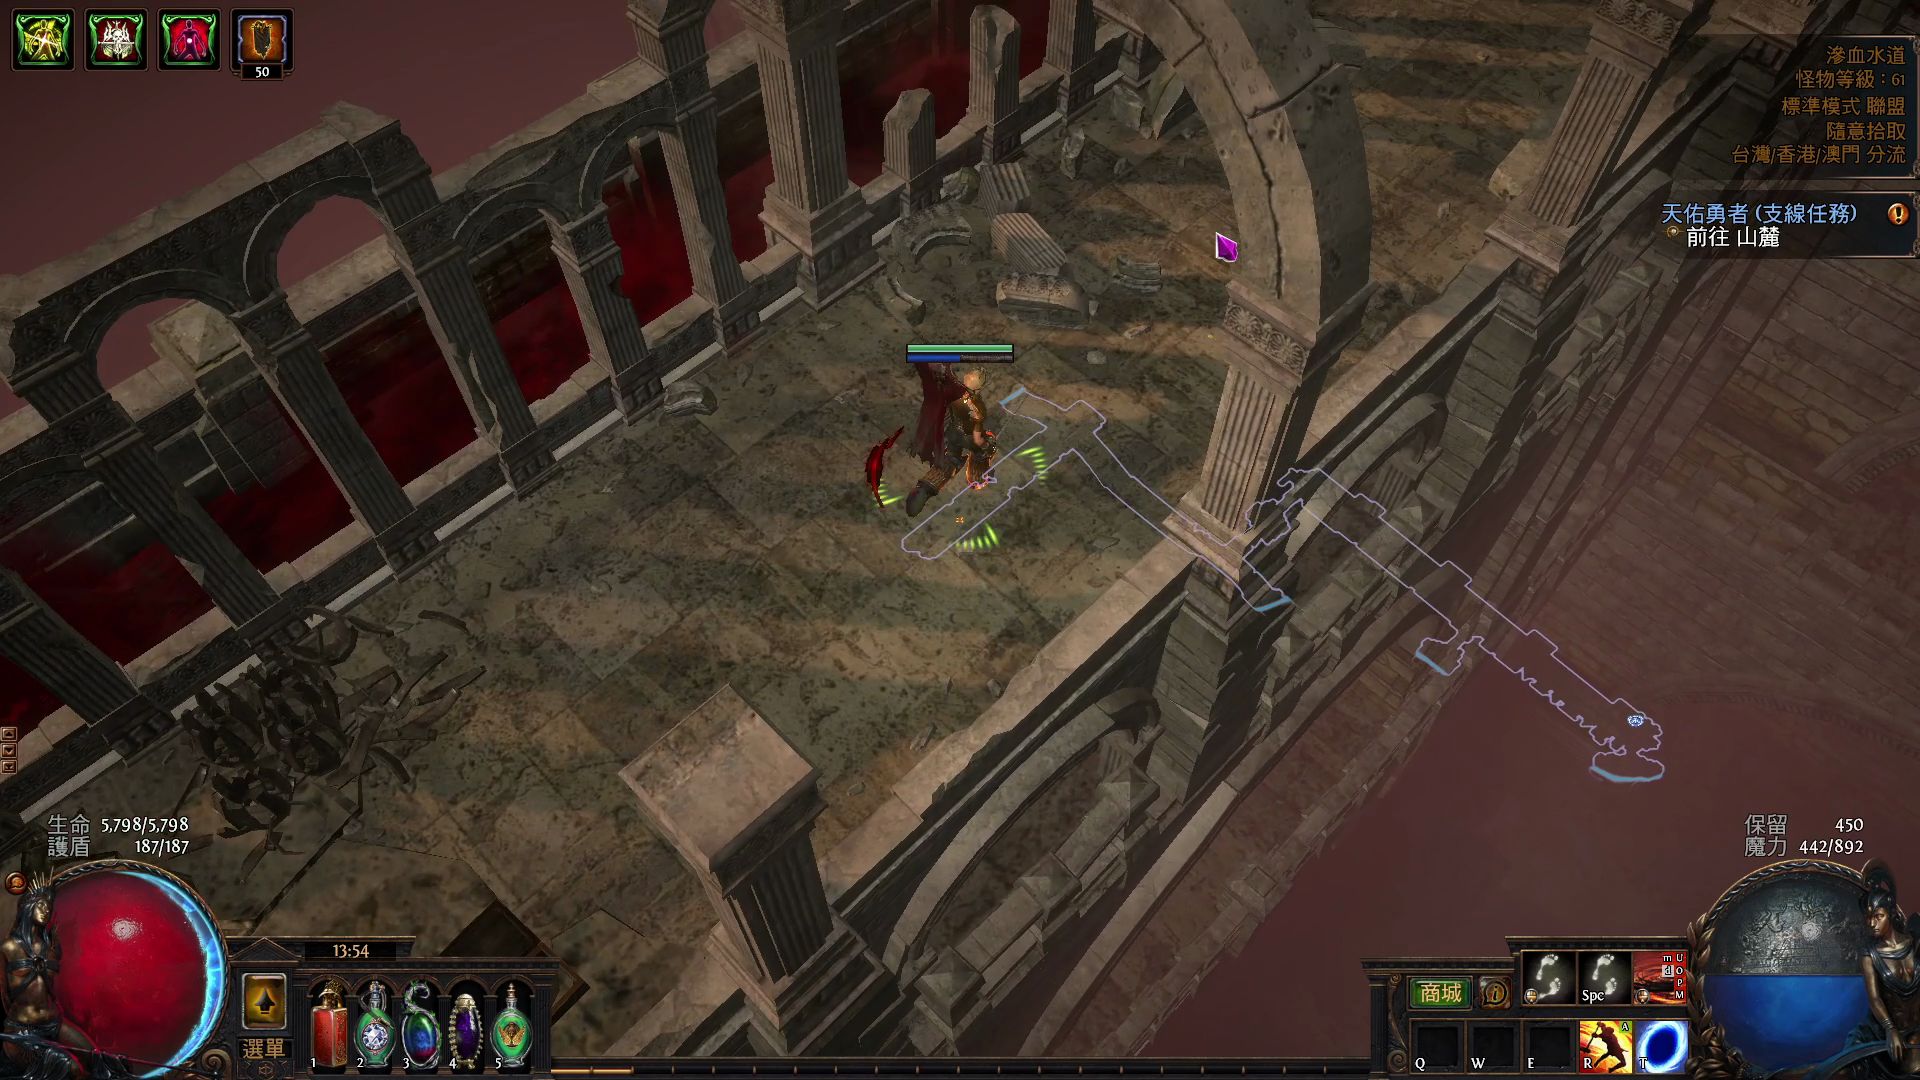 50
滲血水道
怪物等級：61
標準模式 聯盟
隨意拾取
台灣/香港/澳門 分流
天佑勇者 (支線任務)
前往 山麓
生命 5,798/5,798
護盾 187/187
保留 450
魔力 442/892
13:54
選單
1 2 3 4 5
商城
Spc
m U
d O
P
M
Q W E R T
A